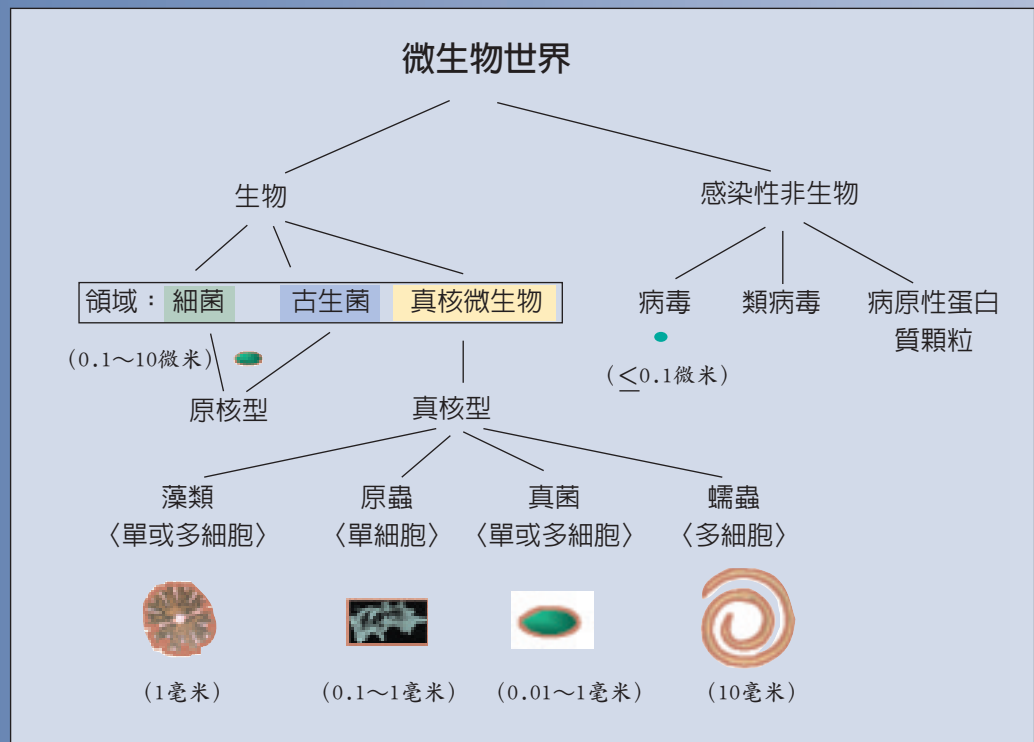 微生物世界
生物
感染性非生物
領域：細菌 古生菌 真核微生物
病毒 類病毒 病原性蛋白
質顆粒
(0.1～10微米)
(≤0.1微米)
原核型 真核型
藻類 原蟲 真菌 蠕蟲
〈單或多細胞〉 〈單細胞〉 〈單或多細胞〉 〈多細胞〉
(1毫米) (0.1～1毫米) (0.01～1毫米) (10毫米)